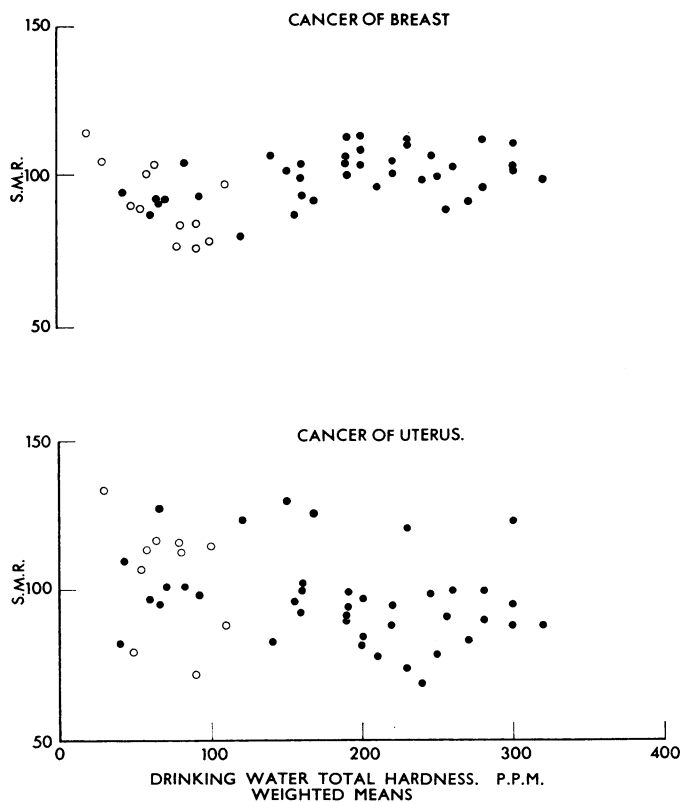 CANCER OF BREAST
150
100
50
S.M.R.
CANCER OF UTERUS.
150
100
50
S.M.R.
0 100 200 300 400
DRINKING WATER TOTAL HARDNESS. P.P.M.
WEIGHTED MEANS